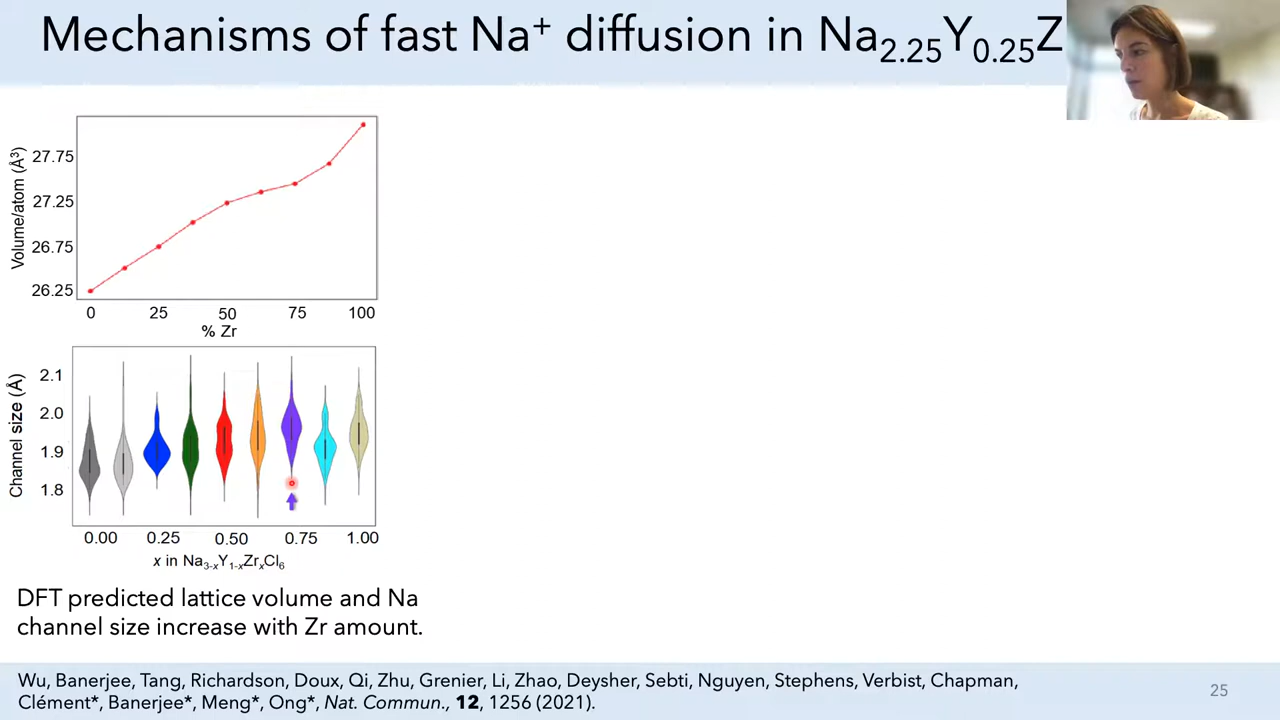 Mechanisms of fast Na⁺ diffusion in Na₂.₂₅Y₀.₂₅Z
Volume/atom (Å³)
27.75
27.25
26.75
26.25
0 25 50 75 100
% Zr
Channel size (Å)
2.1
2.0
1.9
1.8
0.00 0.25 0.50 0.75 1.00
x in Na₃₋ₓY₁₋ₓZrₓCl₆
DFT predicted lattice volume and Na
channel size increase with Zr amount.
Wu, Banerjee, Tang, Richardson, Doux, Qi, Zhu, Grenier, Li, Zhao, Deysher, Sebti, Nguyen, Stephens, Verbist, Chapman,
Clément*, Banerjee*, Meng*, Ong*, Nat. Commun., 12, 1256 (2021).
25